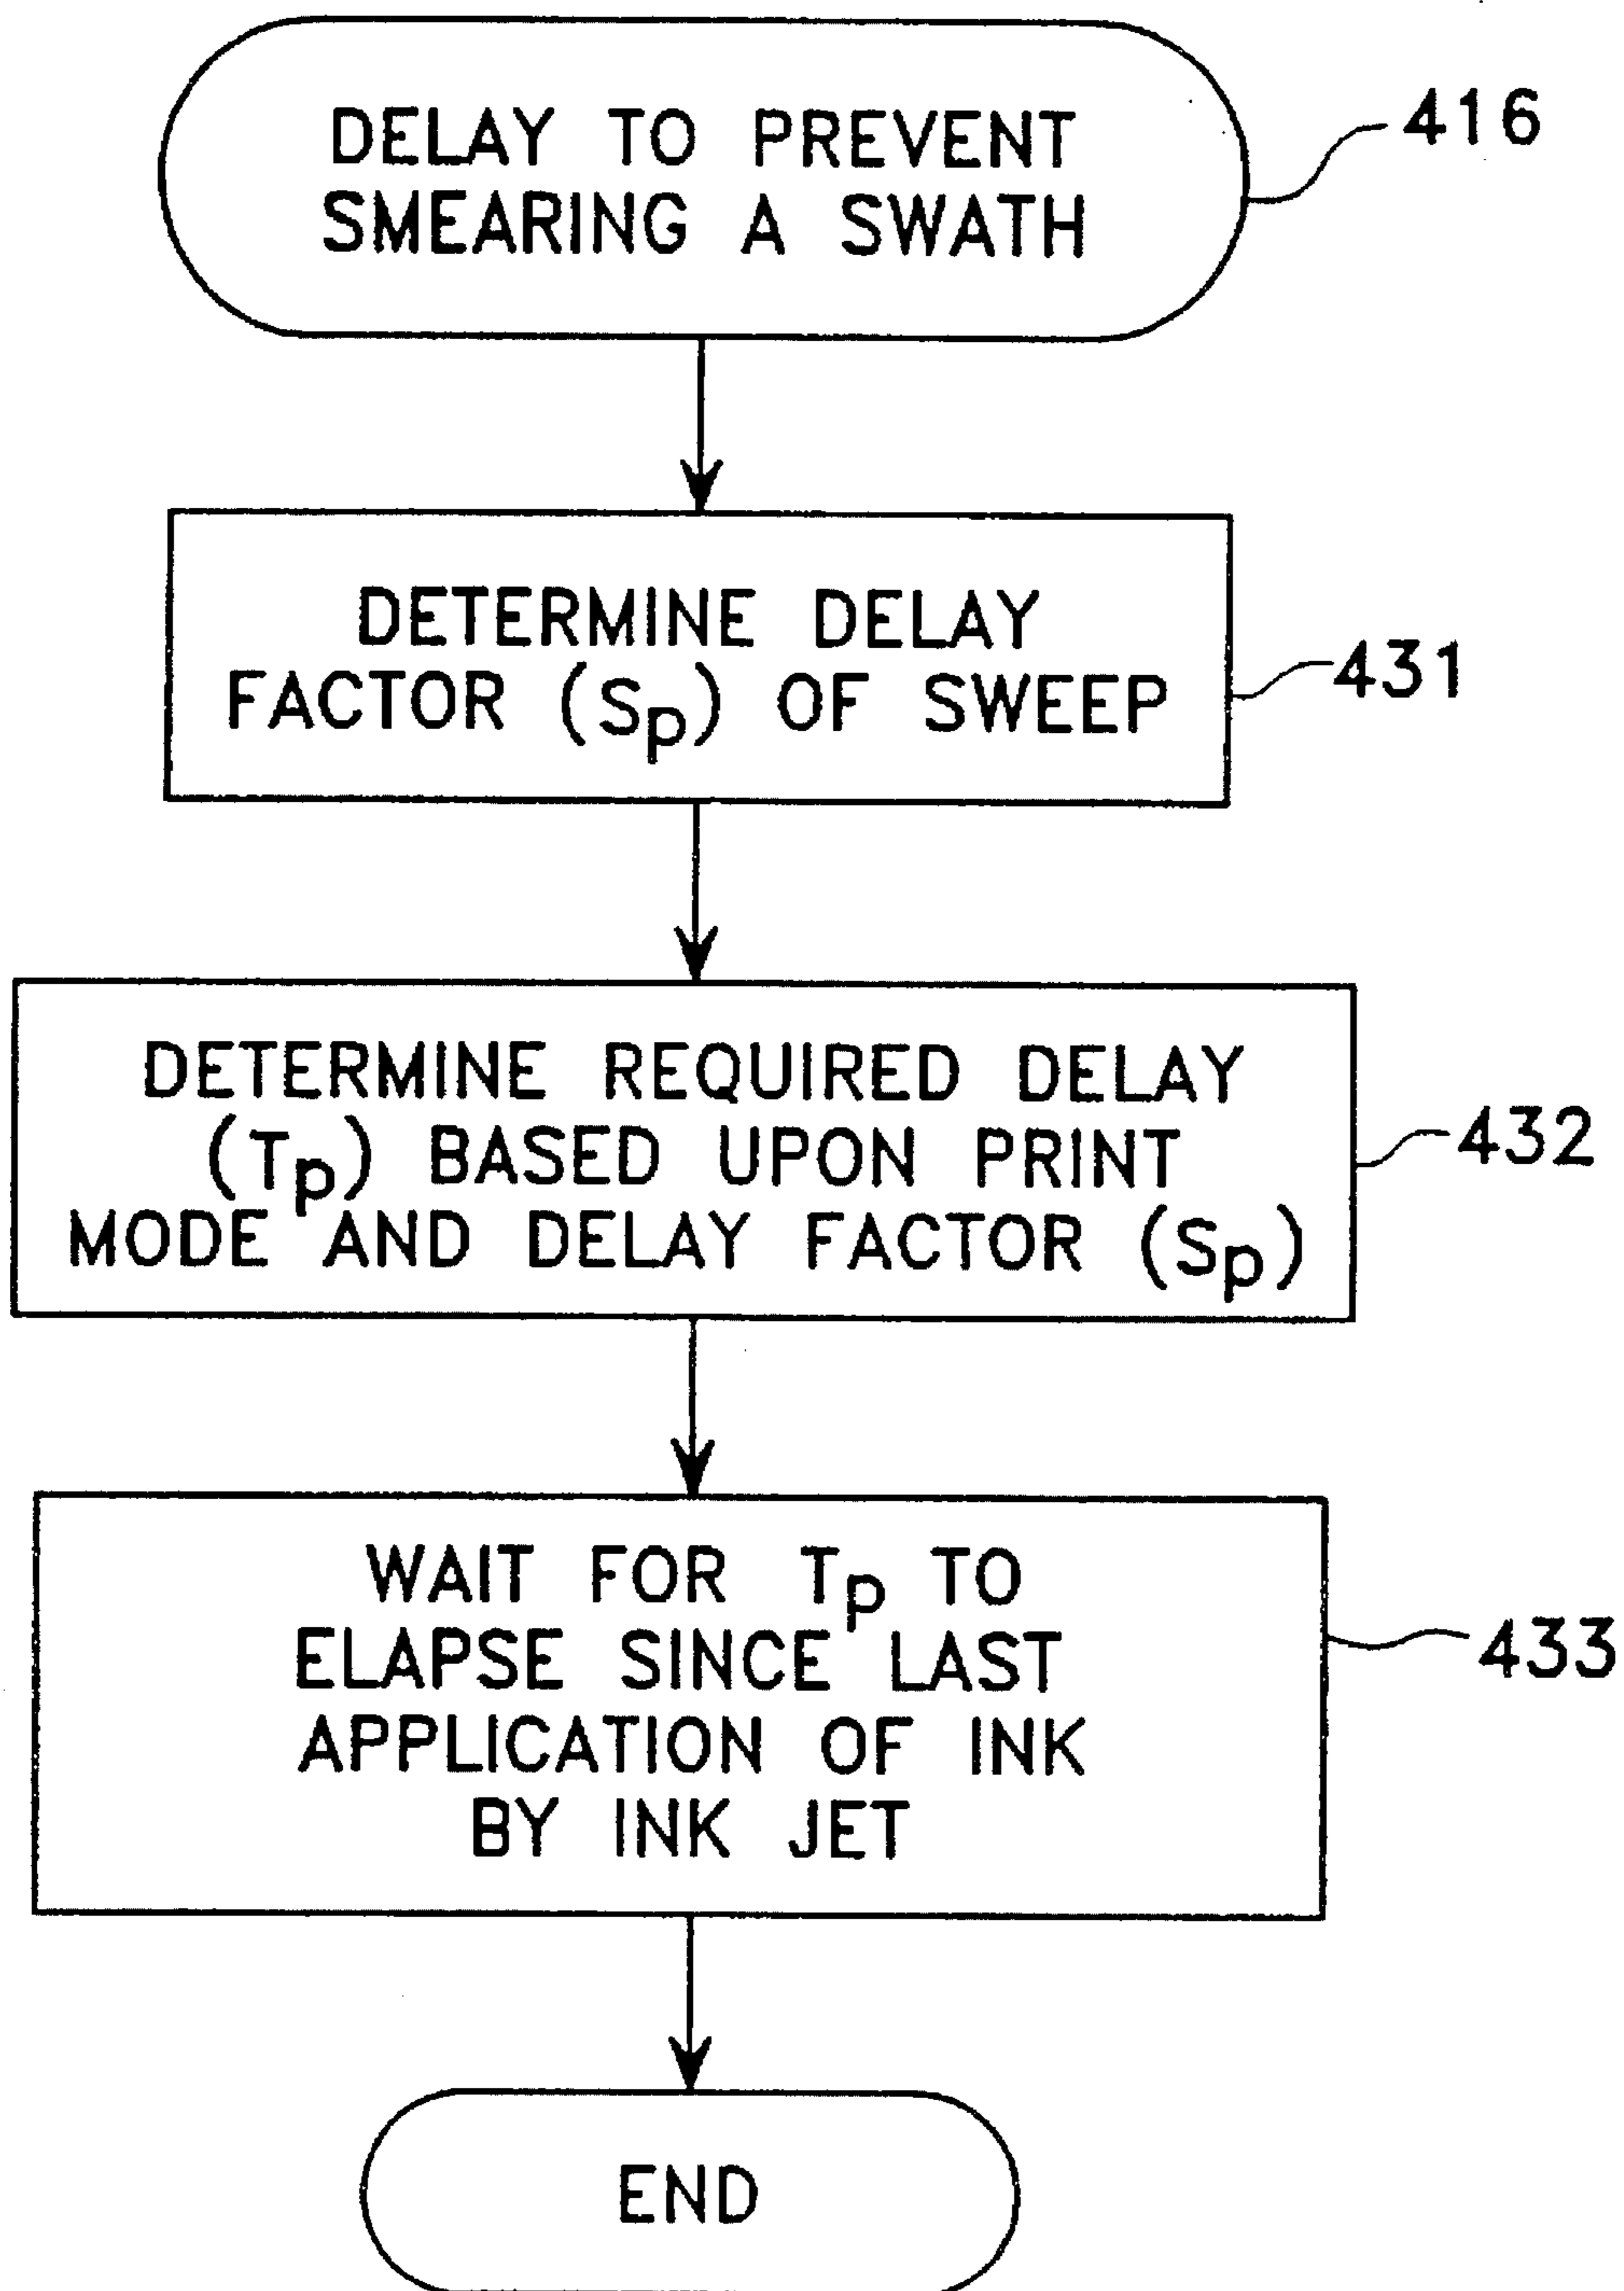 DELAY TO PREVENT
SMEARING A SWATH
416
DETERMINE DELAY
FACTOR (Sp) OF SWEEP
431
DETERMINE REQUIRED DELAY
(Tp) BASED UPON PRINT
MODE AND DELAY FACTOR (Sp)
432
WAIT FOR Tp TO
ELAPSE SINCE LAST
APPLICATION OF INK
BY INK JET
433
END